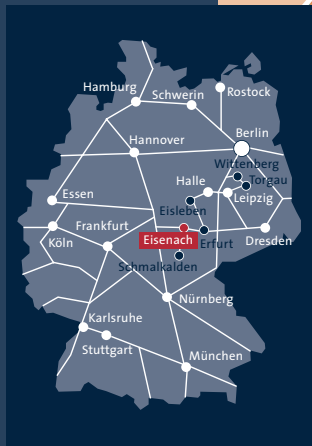 Hamburg
Schwerin
Rostock
Hannover
Berlin
Wittenberg
Torgau
Halle
Leipzig
Essen
Eisleben
Köln
Frankfurt
Eisenach
Erfurt
Dresden
Schmalkalden
Nürnberg
Karlsruhe
Stuttgart
München